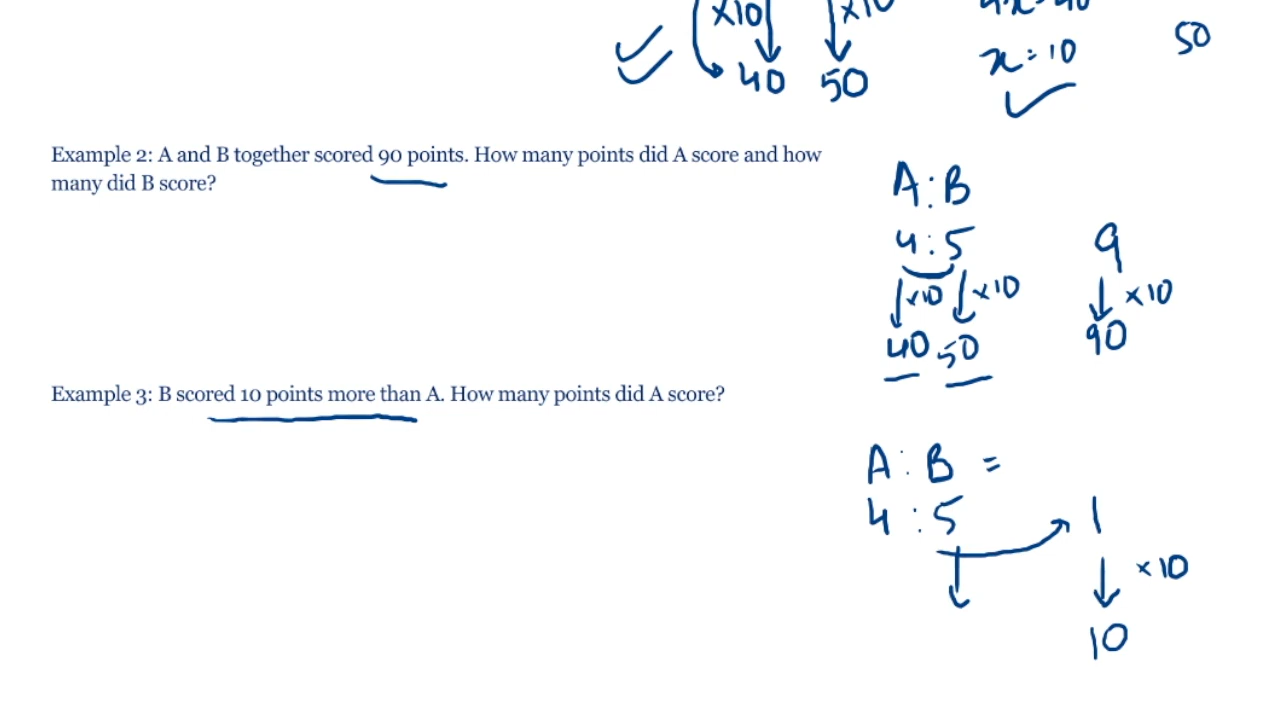 ×10 ×10
40 50
x = 10
50
Example 2: A and B together scored 90 points. How many points did A score and how
many did B score?
A : B
4 : 5
×10 ×10
40 50
9
×10
90
Example 3: B scored 10 points more than A. How many points did A score?
A : B =
4 : 5
1
×10
10